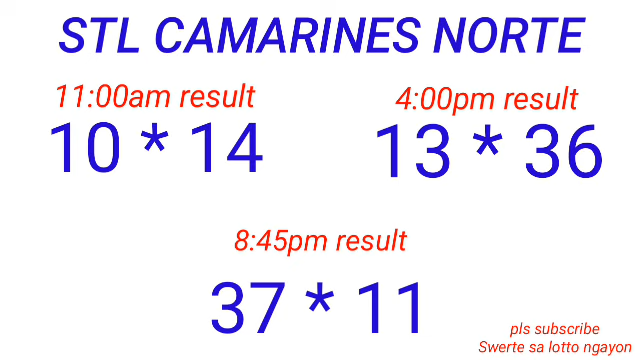 STL CAMARINES NORTE
11:00am result
10 * 14
4:00pm result
13 * 36
8:45pm result
37 * 11
pls subscribe
Swerte sa lotto ngayon